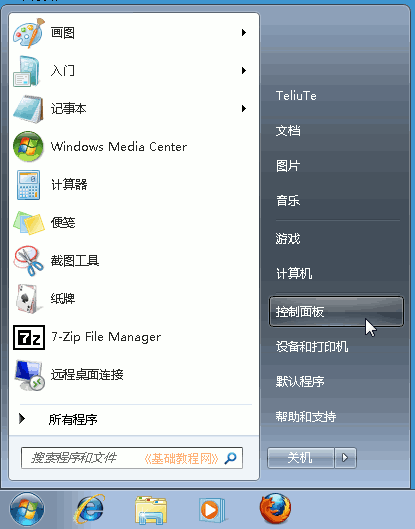 画图
入门
记事本
Windows Media Center
计算器
便笺
截图工具
纸牌
7z 7-Zip File Manager
远程桌面连接
所有程序
搜索程序和文件 《基础教程网》
TeliuTe
文档
图片
音乐
游戏
计算机
控制面板
设备和打印机
默认程序
帮助和支持
关机